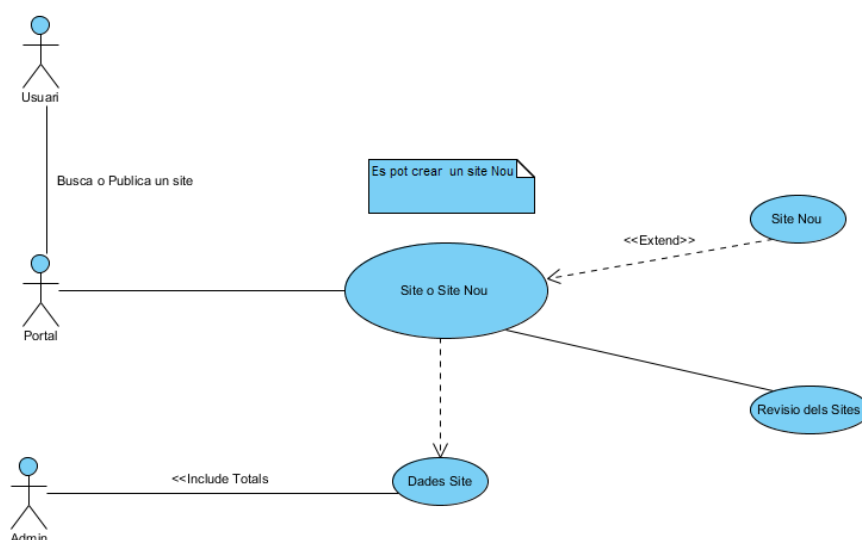 Usuari
Busca o Publica un site
Es pot crear un site Nou
Site Nou
<<Extend>>
Site o Site Nou
Portal
Revisio dels Sites
<<Include Totals
Dades Site
Admin